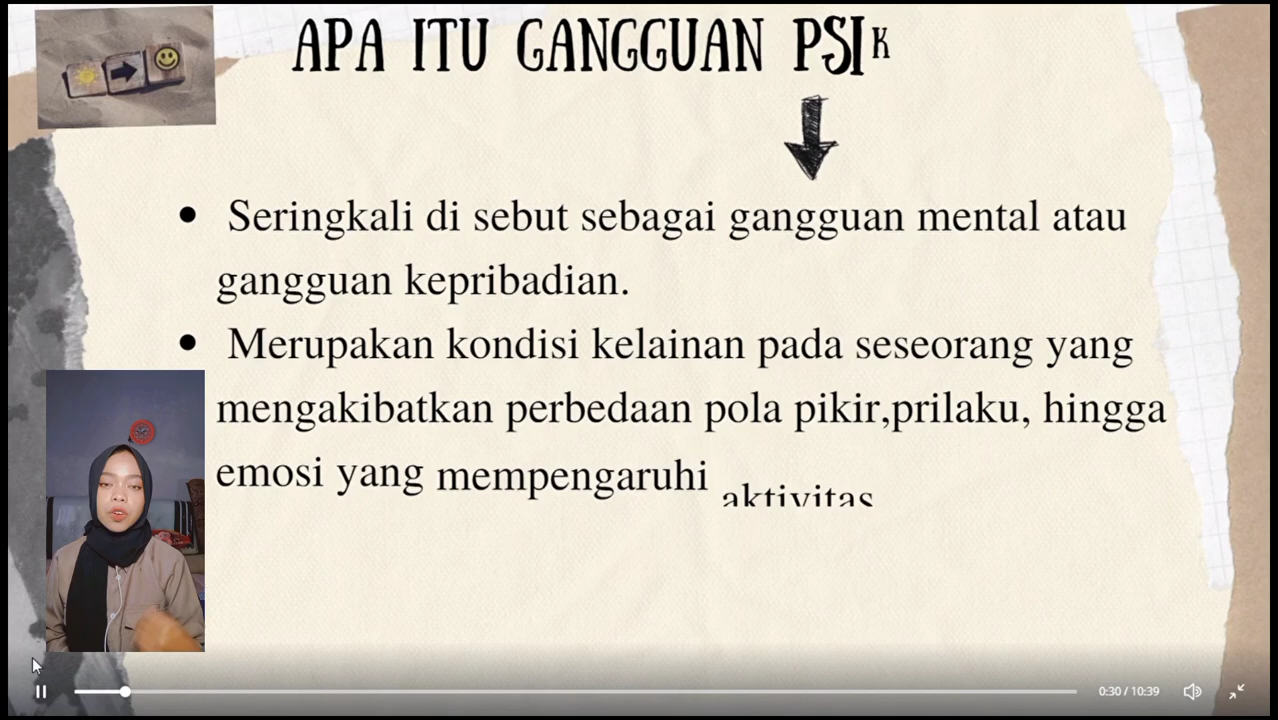 APA ITU GANGGUAN PSIK
Seringkali di sebut sebagai gangguan mental atau
gangguan kepribadian.
Merupakan kondisi kelainan pada seseorang yang
mengakibatkan perbedaan pola pikir,prilaku, hingga
emosi yang mempengaruhi aktivitas
0:30 / 10:39